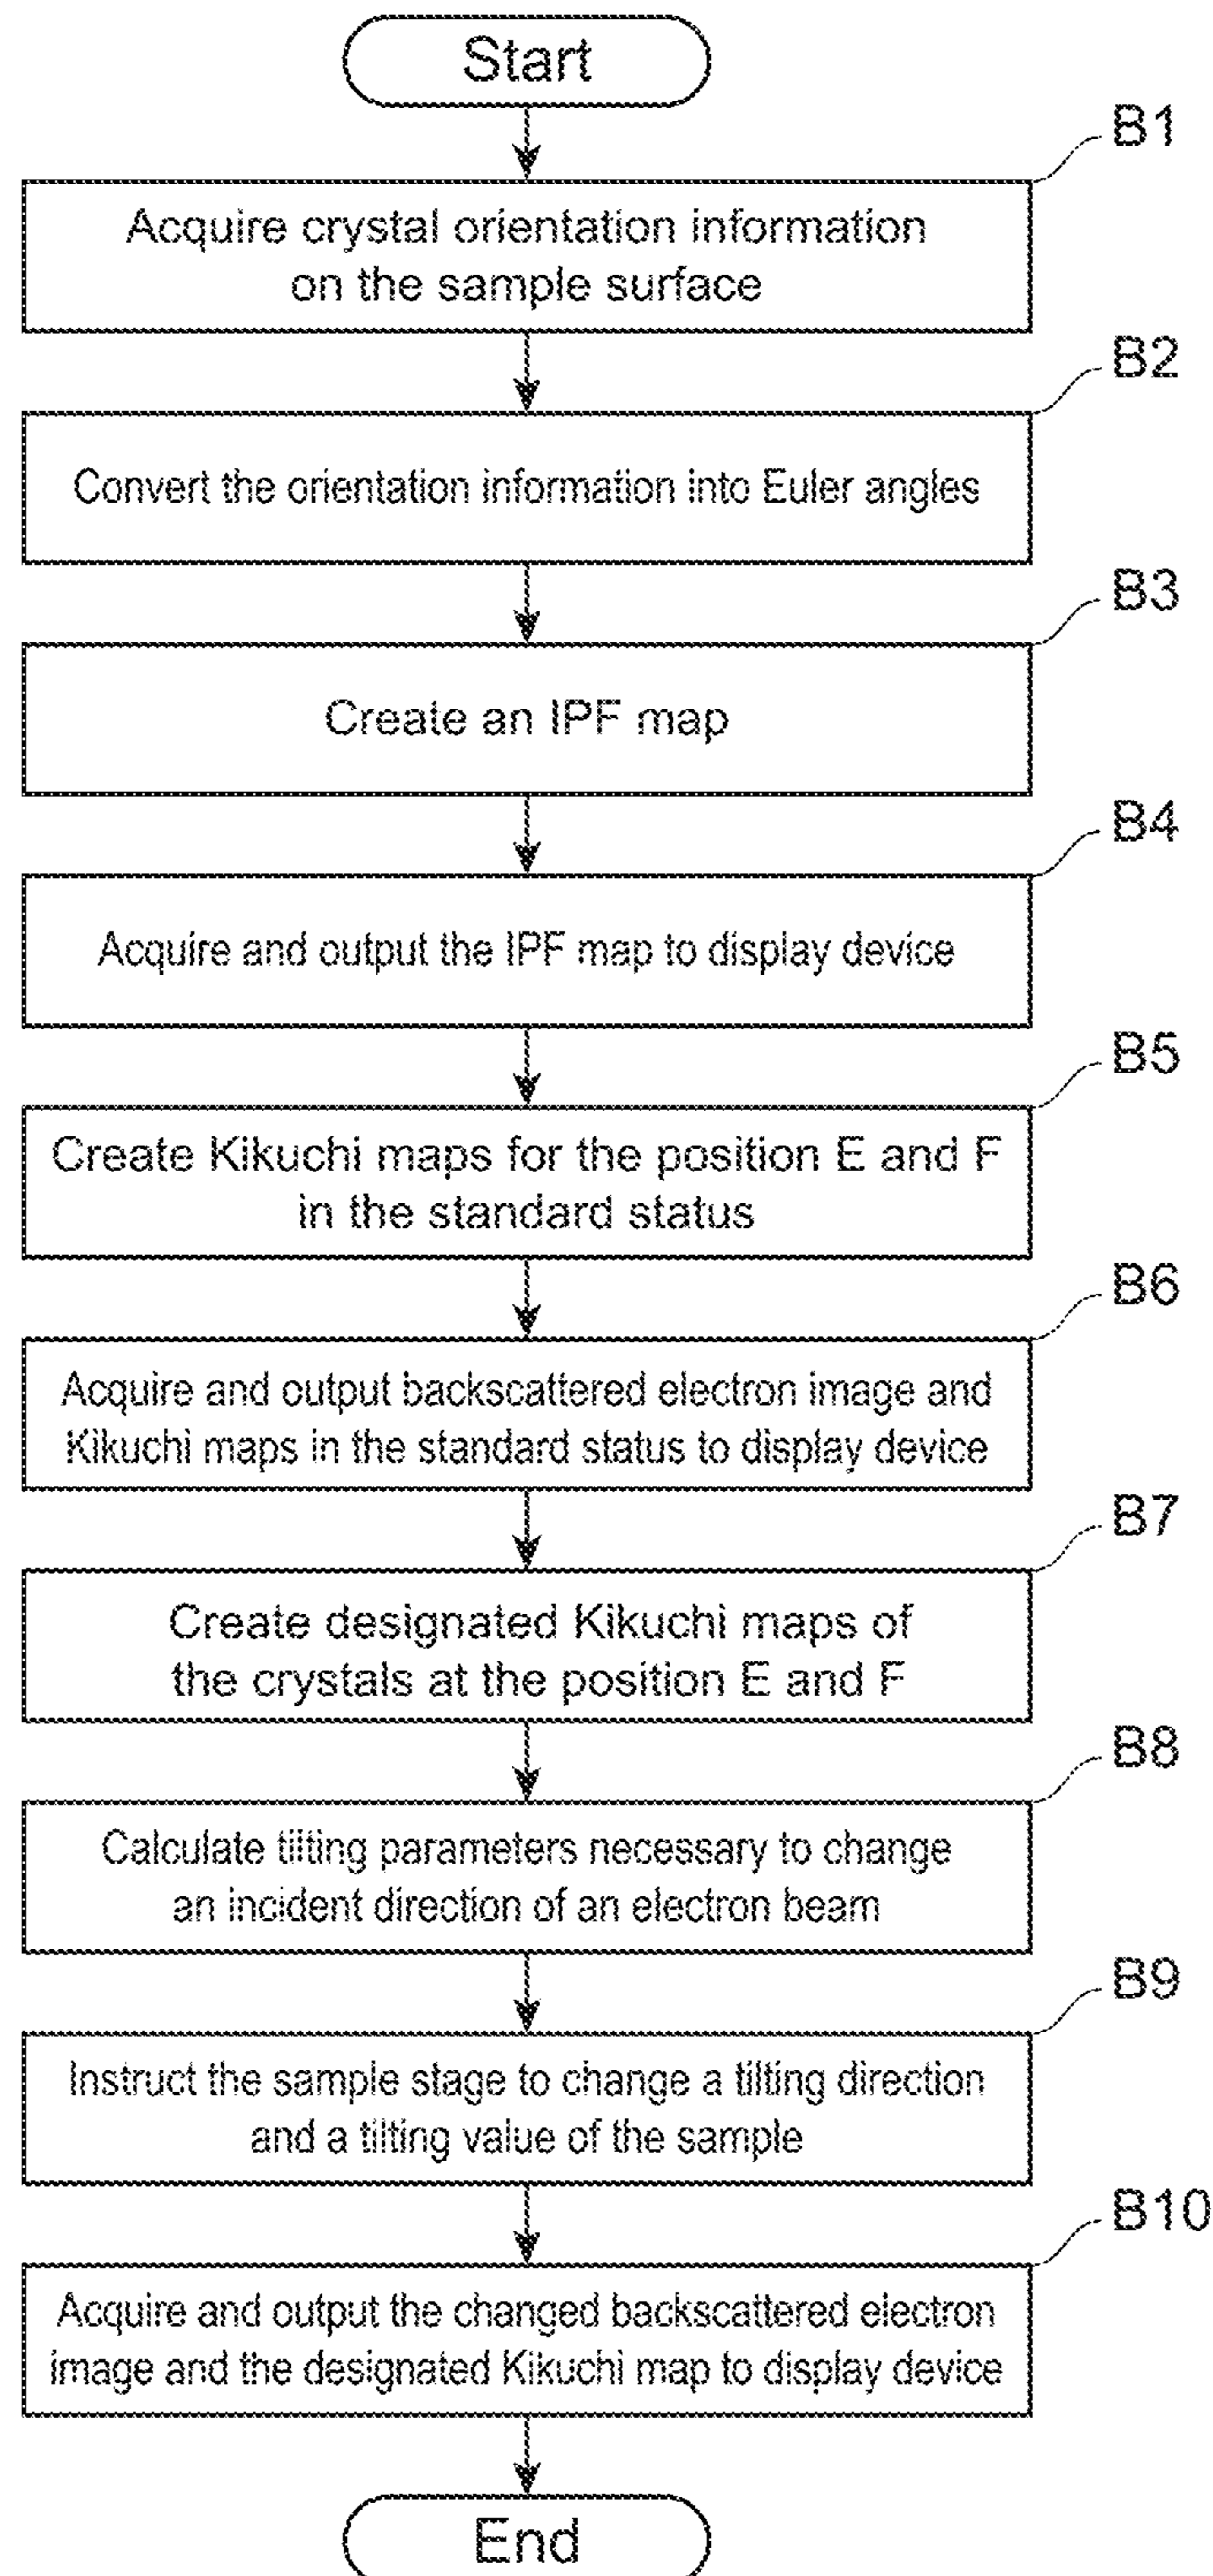 Start
B1
Acquire crystal orientation information
on the sample surface
B2
Convert the orientation information into Euler angles
B3
Create an IPF map
B4
Acquire and output the IPF map to display device
B5
Create Kikuchi maps for the position E and F
in the standard status
B6
Acquire and output backscattered electron image and
Kikuchi maps in the standard status to display device
B7
Create designated Kikuchi maps of
the crystals at the position E and F
B8
Calculate tilting parameters necessary to change
an incident direction of an electron beam
B9
Instruct the sample stage to change a tilting direction
and a tilting value of the sample
B10
Acquire and output the changed backscattered electron
image and the designated Kikuchi map to display device
End